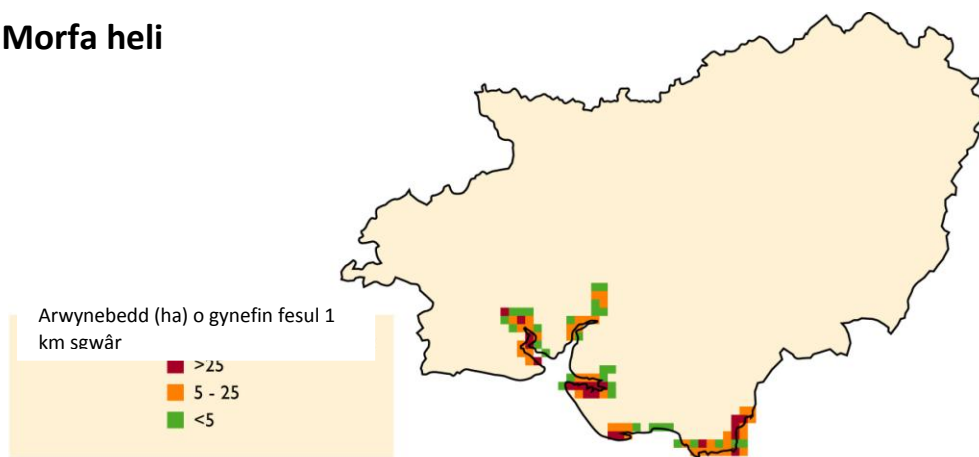 Morfa heli
Arwynebedd (ha) o gynefin fesul 1
km sgwâr
>25
5 - 25
<5